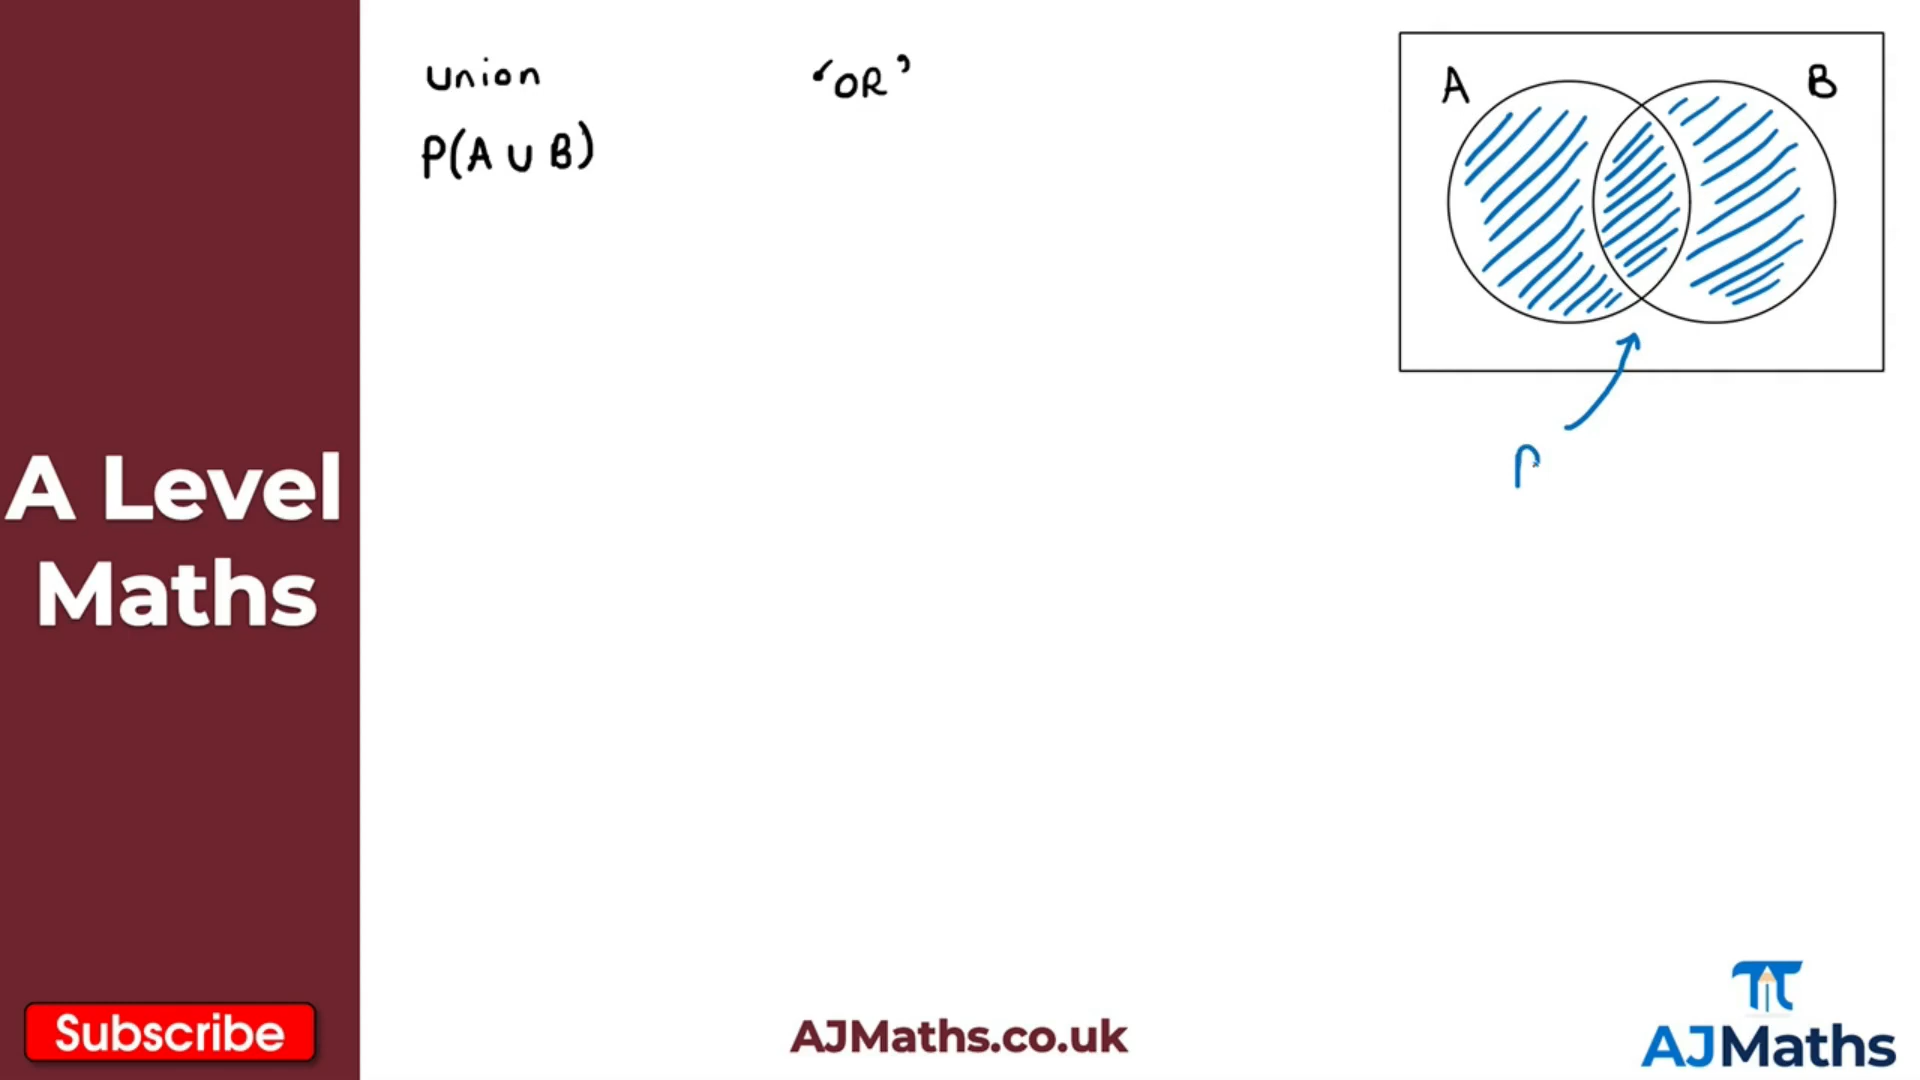 Union 'OR'
P(A ∪ B)
A B
P
A Level
Maths
Subscribe
AJMaths.co.uk
AJMaths